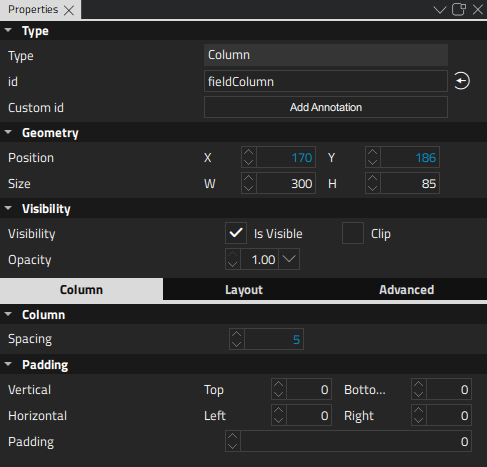 Properties
Type
Type Column
id fieldColumn
Custom id Add Annotation
Geometry
Position X 170 Y 186
Size W 300 H 85
Visibility
Visibility Is Visible Clip
Opacity 1.00
Column Layout Advanced
Column
Spacing 5
Padding
Vertical Top 0 Botto... 0
Horizontal Left 0 Right 0
Padding 0